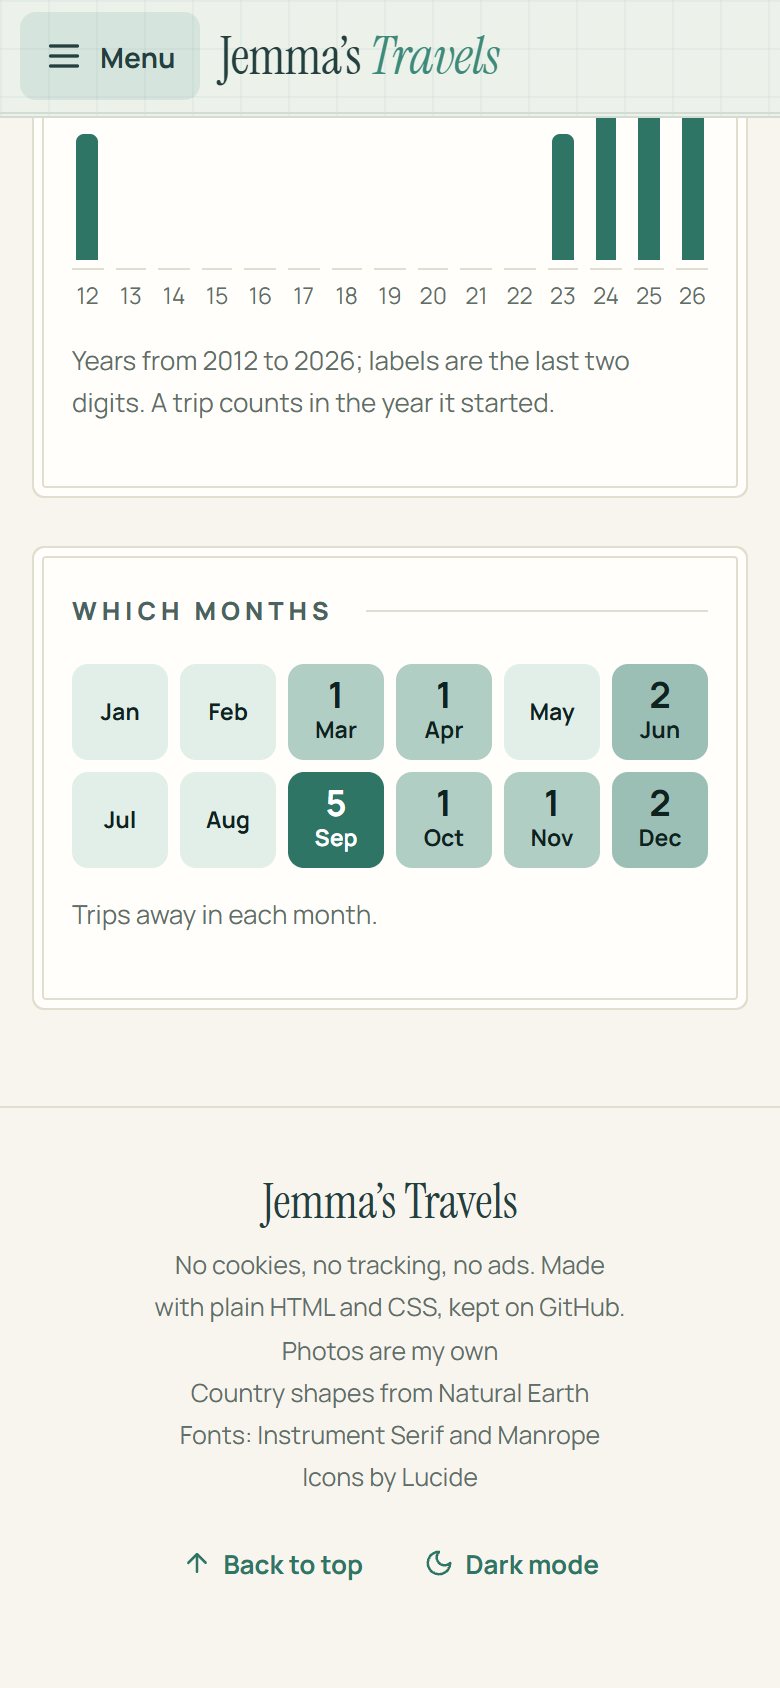 Menu
Jemma’s Travels
12 13 14 15 16 17 18 19 20 21 22 23 24 25 26
Years from 2012 to 2026; labels are the last two
digits. A trip counts in the year it started.
WHICH MONTHS
Jan
Feb
1
Mar
1
Apr
May
2
Jun
Jul
Aug
5
Sep
1
Oct
1
Nov
2
Dec
Trips away in each month.
Jemma’s Travels
No cookies, no tracking, no ads. Made
with plain HTML and CSS, kept on GitHub.
Photos are my own
Country shapes from Natural Earth
Fonts: Instrument Serif and Manrope
Icons by Lucide
Back to top
Dark mode